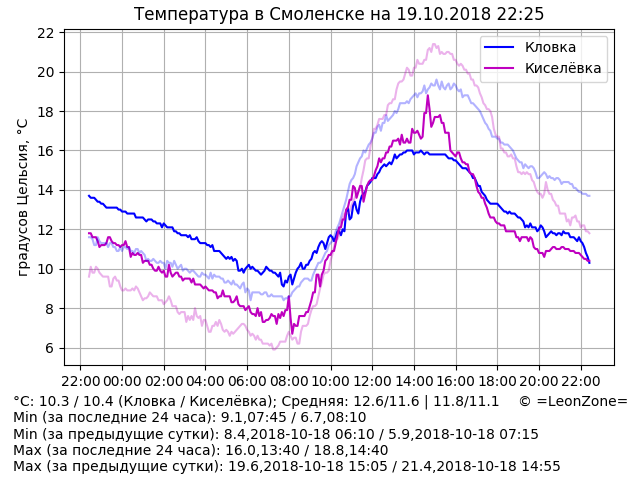 Температура в Смоленске на 19.10.2018 22:25
Кловка
Киселёвка
градусов Цельсия, °C
22
20
18
16
14
12
10
8
6
22:00 00:00 02:00 04:00 06:00 08:00 10:00 12:00 14:00 16:00 18:00 20:00 22:00
°C: 10.3 / 10.4 (Кловка / Киселёвка); Средняя: 12.6/11.6 | 11.8/11.1 © =LeonZone=
Min (за последние 24 часа): 9.1,07:45 / 6.7,08:10
Min (за предыдущие сутки): 8.4,2018-10-18 06:10 / 5.9,2018-10-18 07:15
Max (за последние 24 часа): 16.0,13:40 / 18.8,14:40
Max (за предыдущие сутки): 19.6,2018-10-18 15:05 / 21.4,2018-10-18 14:55